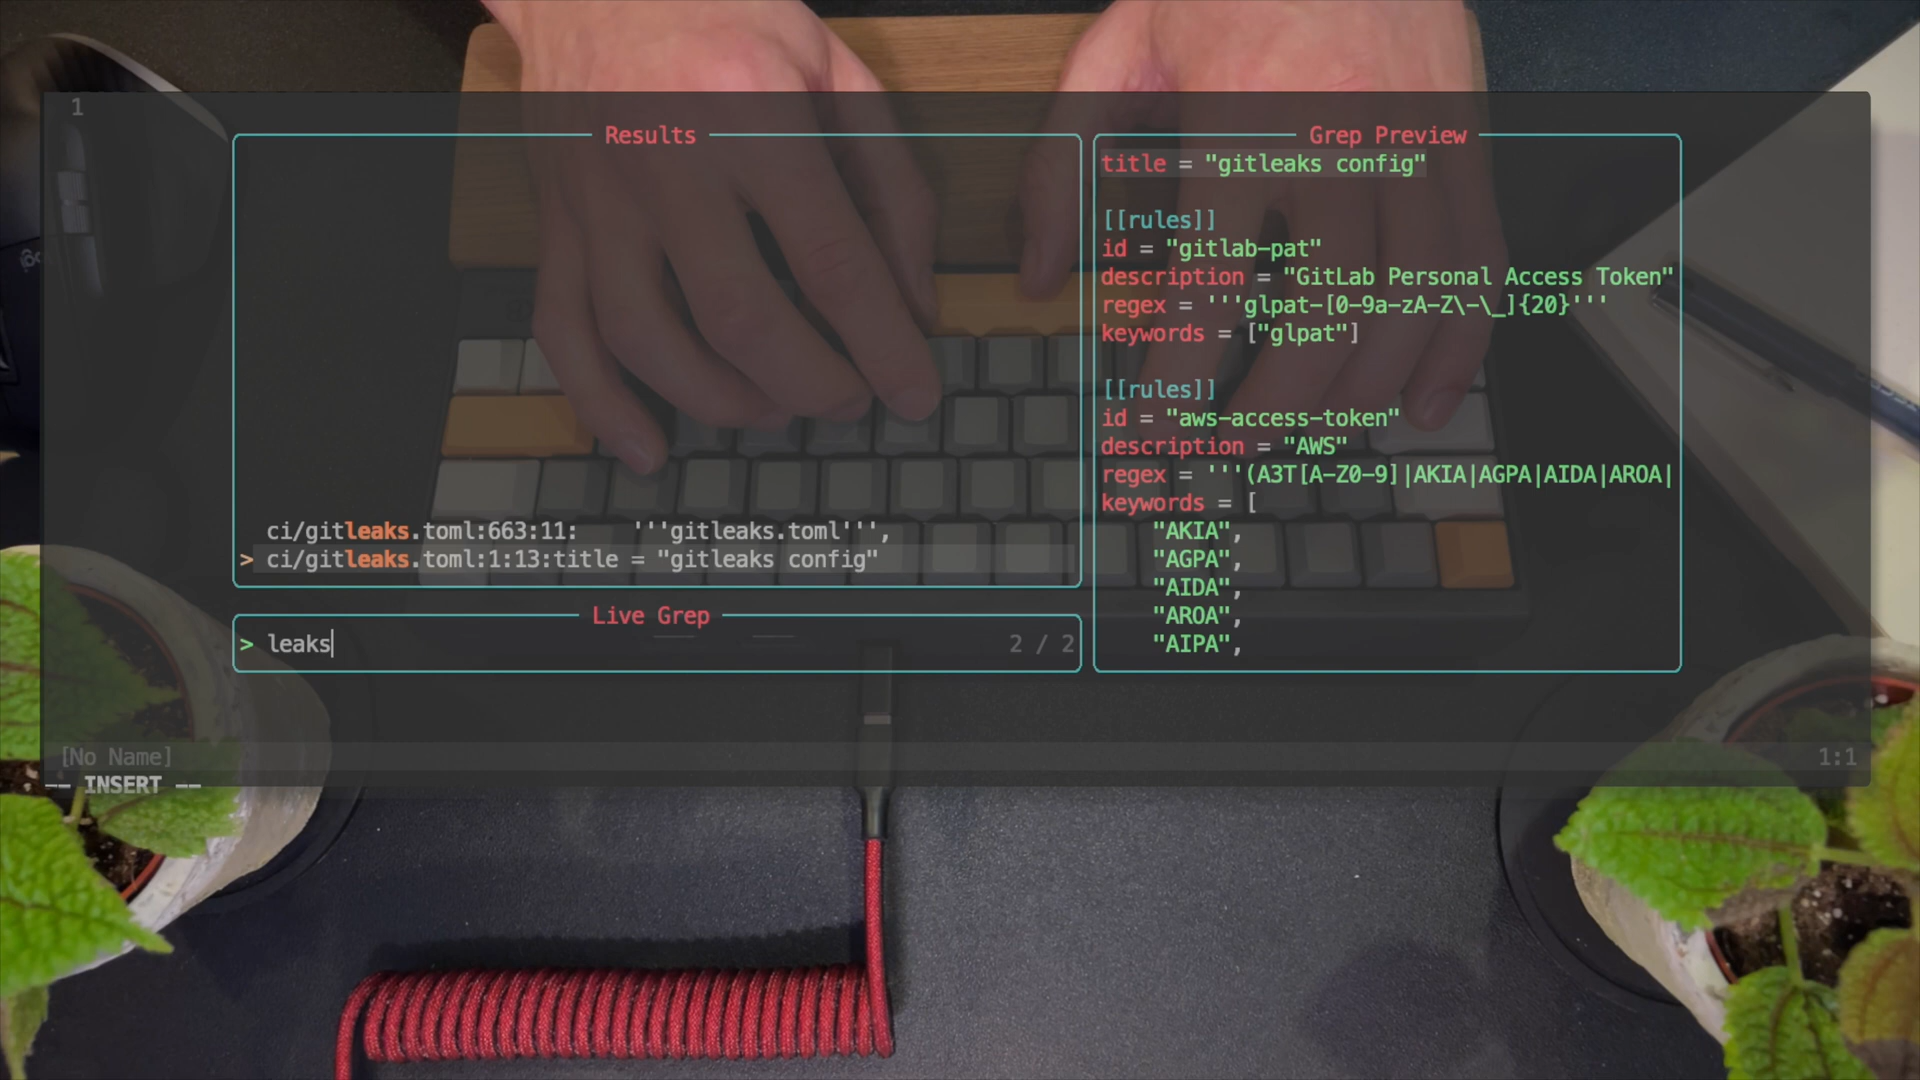 1
Results
ci/gitleaks.toml:663:11:    '''gitleaks.toml''',
> ci/gitleaks.toml:1:13:title = "gitleaks config"
Live Grep
> leaks
2 / 2
Grep Preview
title = "gitleaks config"
[[rules]]
id = "gitlab-pat"
description = "GitLab Personal Access Token"
regex = '''glpat-[0-9a-zA-Z\-\_]{20}'''
keywords = ["glpat"]
[[rules]]
id = "aws-access-token"
description = "AWS"
regex = '''(A3T[A-Z0-9]|AKIA|AGPA|AIDA|AROA|
keywords = [
"AKIA",
"AGPA",
"AIDA",
"AROA",
"AIPA",
[No Name]
1:1
-- INSERT --